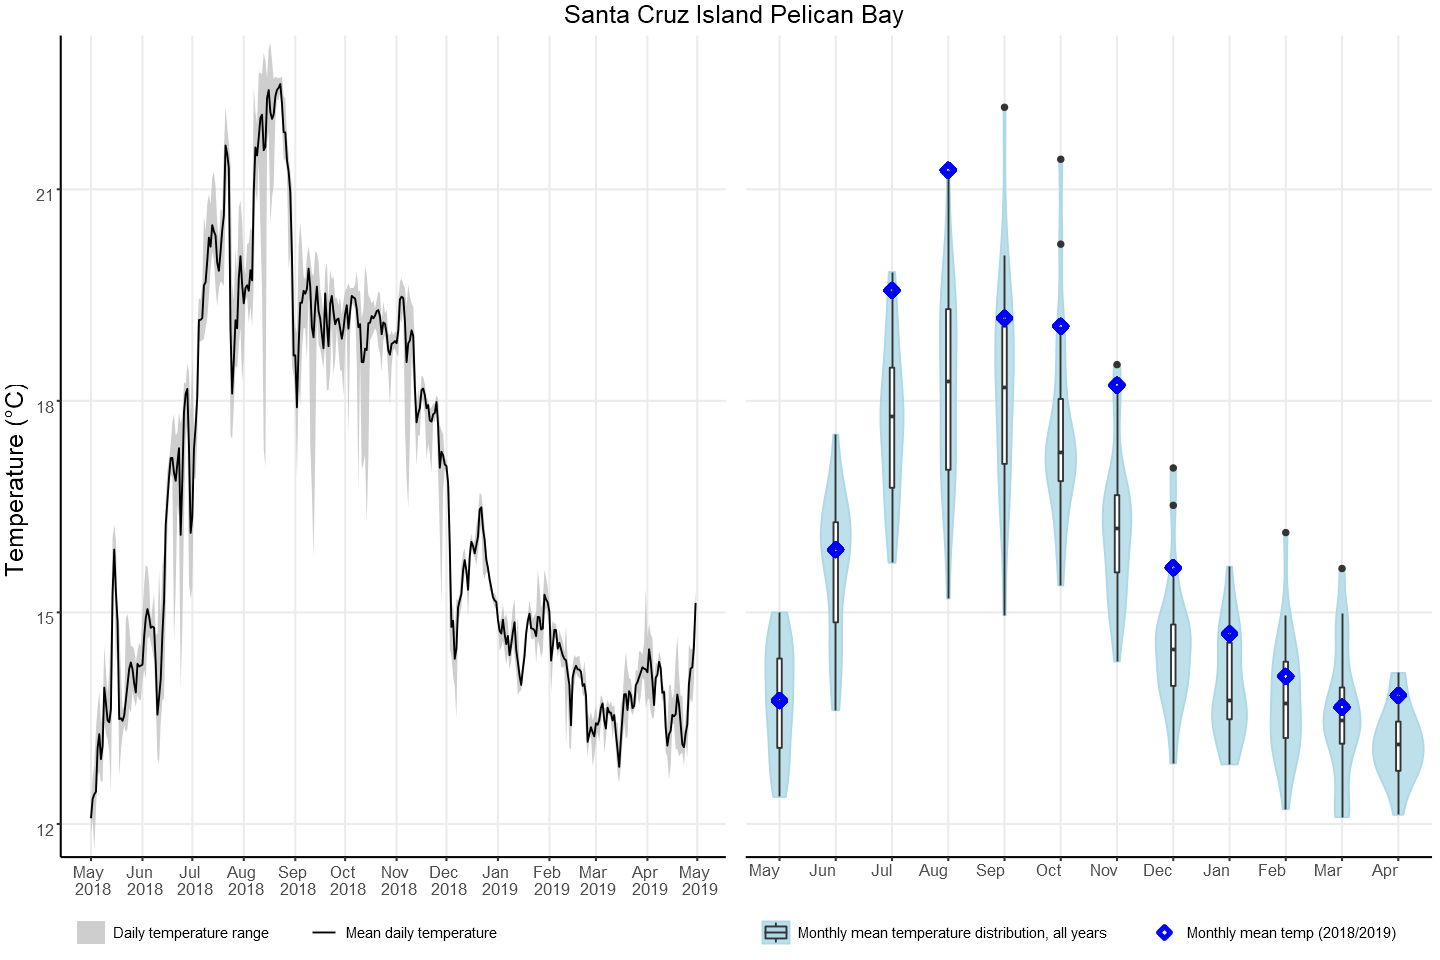 Santa Cruz Island Pelican Bay
Temperature (°C)
21
18
15
12
May Jun Jul Aug Sep Oct Nov Dec Jan Feb Mar Apr May
2018 2018 2018 2018 2018 2018 2018 2018 2019 2019 2019 2019 2019
May Jun Jul Aug Sep Oct Nov Dec Jan Feb Mar Apr
Daily temperature range
Mean daily temperature
Monthly mean temperature distribution, all years
Monthly mean temp (2018/2019)